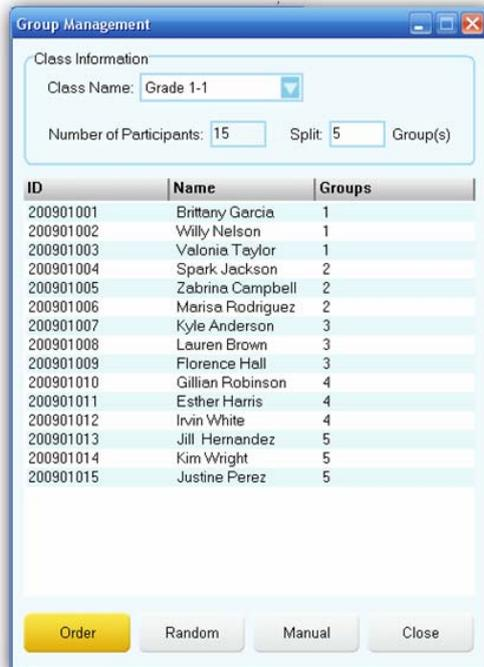 Group Management
Class Information
Class Name: Grade 1-1
Number of Participants: 15 Split: 5 Group(s)
ID Name Groups
200901001 Brittany Garcia 1
200901002 Willy Nelson 1
200901003 Valonia Taylor 1
200901004 Spark Jackson 2
200901005 Zabrina Campbell 2
200901006 Marisa Rodriguez 2
200901007 Kyle Anderson 3
200901008 Lauren Brown 3
200901009 Florence Hall 3
200901010 Gillian Robinson 4
200901011 Esther Harris 4
200901012 Irvin White 4
200901013 Jill Hernandez 5
200901014 Kim Wright 5
200901015 Justine Perez 5
Order Random Manual Close